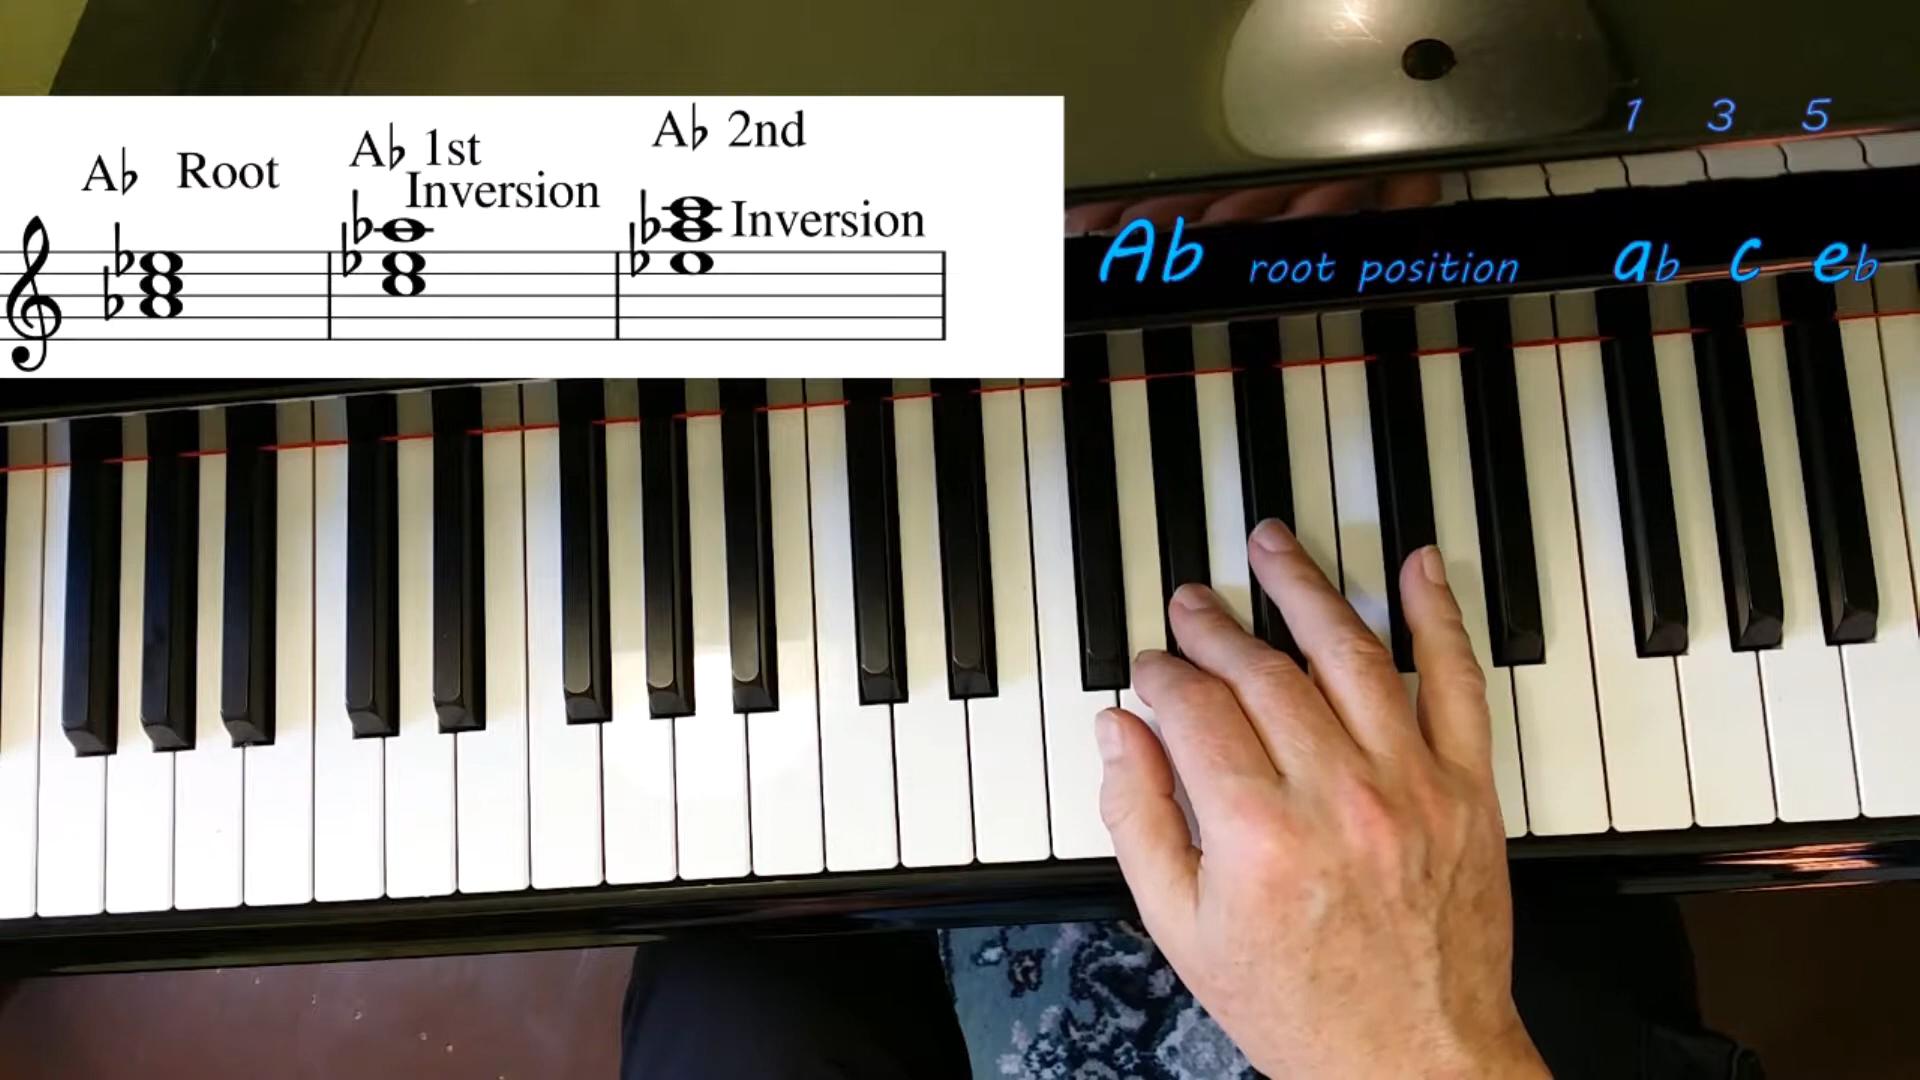 A♭ Root
A♭ 1st
Inversion
A♭ 2nd
Inversion
1 3 5
Ab root position ab c eb